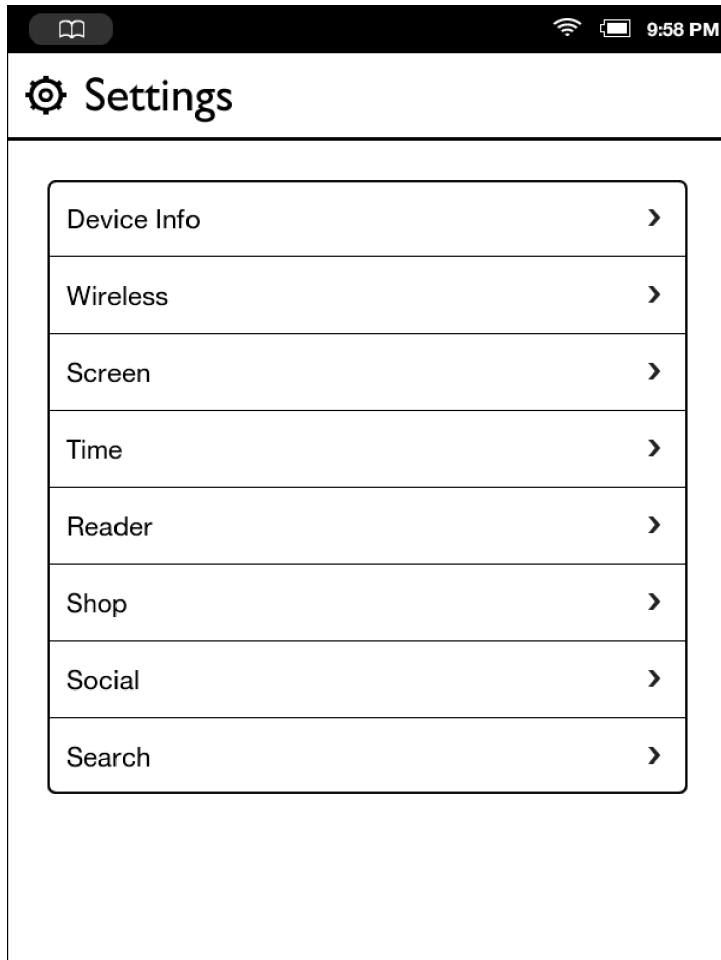 9:58 PM
Settings
Device Info
Wireless
Screen
Time
Reader
Shop
Social
Search